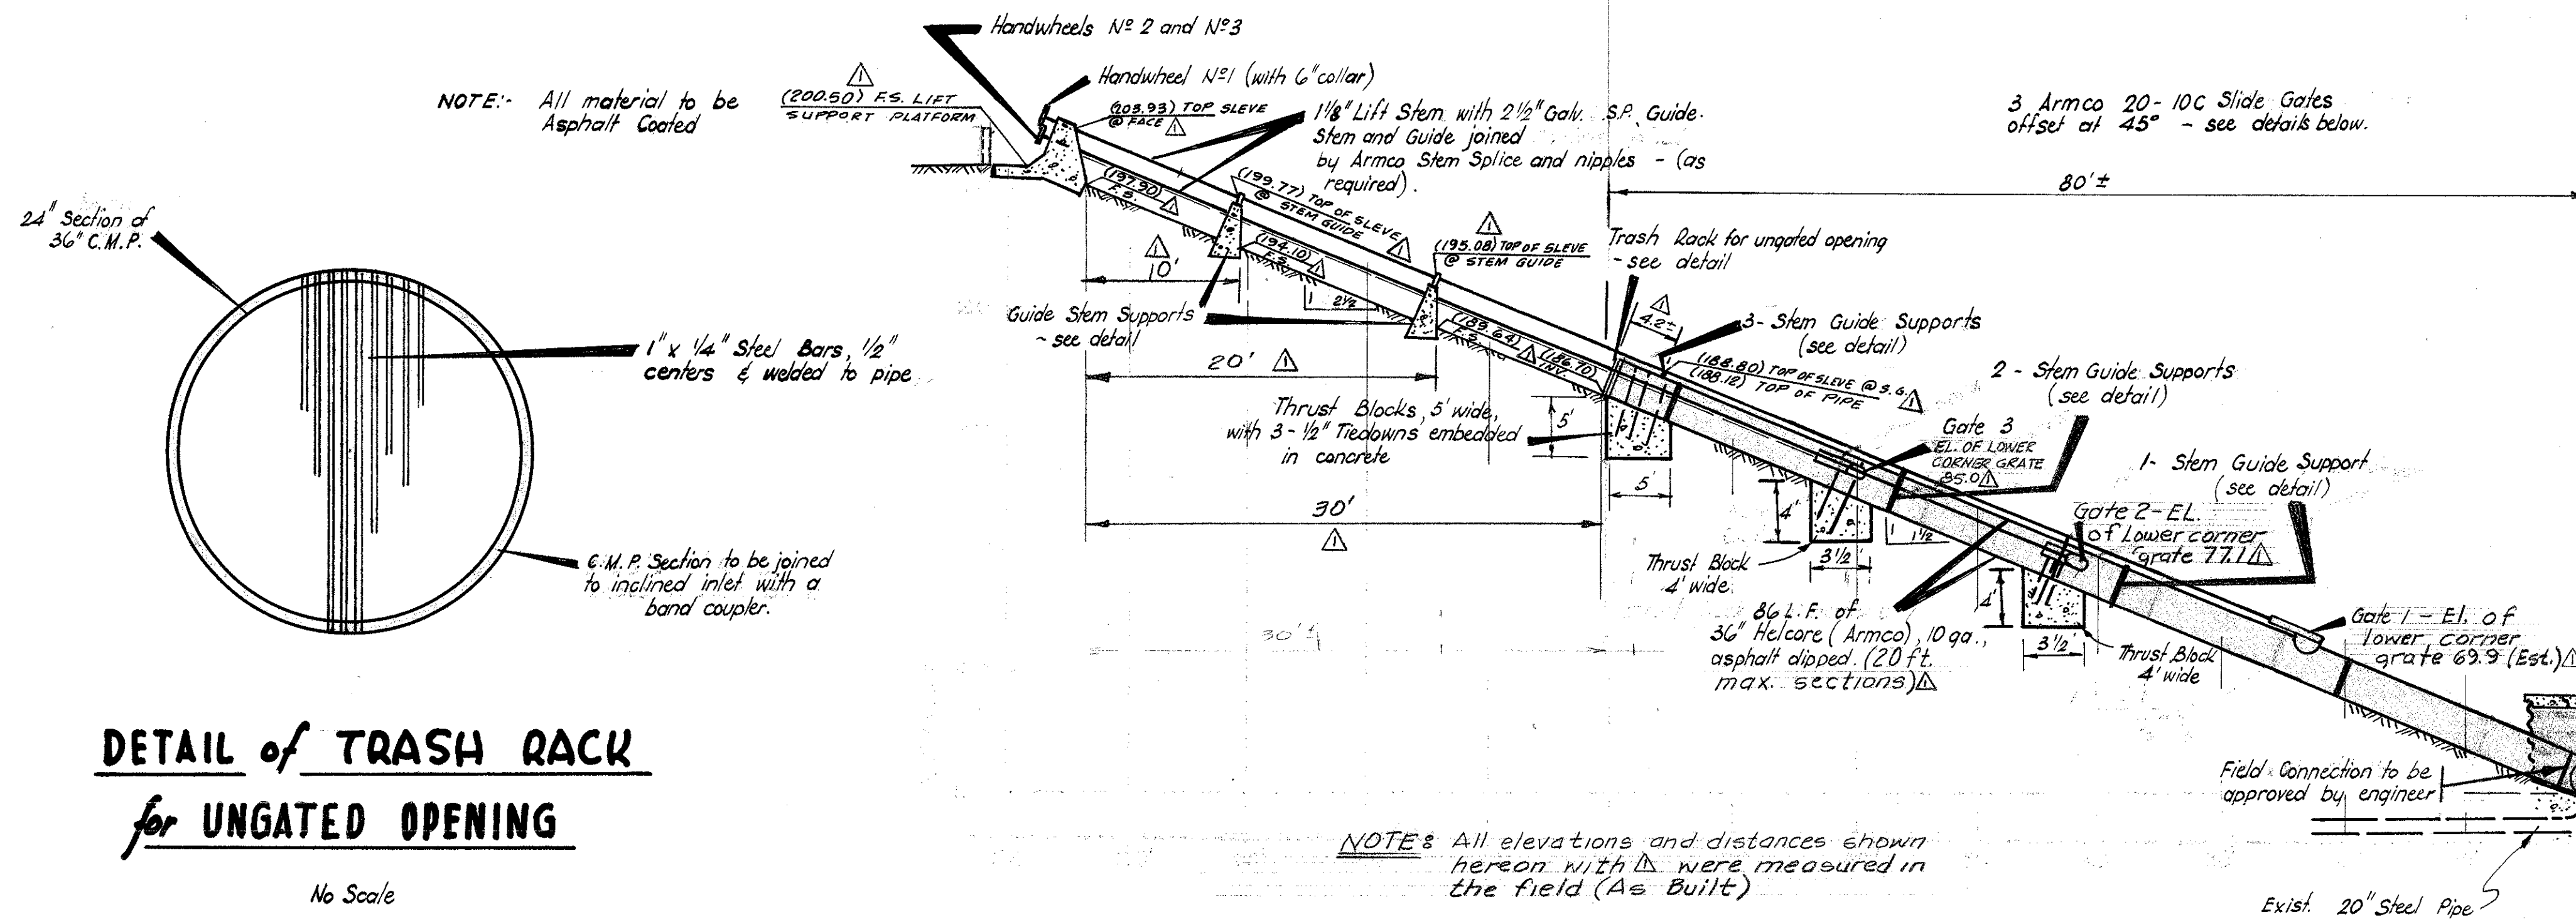 Handwheels Nº 2 and Nº3
Handwheel Nº1 (with 6" collar)
NOTE:- All material to be
Asphalt Coated
(200.50) F.S. LIFT
SUPPORT PLATFORM
(203.93) TOP SLEVE
@ FACE
1⅛" Lift Stem with 2½" Galv. S.P. Guide.
Stem and Guide joined
by Armco Stem Splice and nipples - (as
required).
3 Armco 20-10C Slide Gates
offset at 45° - see details below.
80'±
(197.90)
F.S.
(199.77) TOP OF SLEVE
@ STEM GUIDE
(194.10)
F.S.
(195.08) TOP OF SLEVE
@ STEM GUIDE
10'
1
2½
Guide Stem Supports
~ see detail
20'
Trash Rack for ungated opening
- see detail
4.2±
3- Stem Guide Supports
(see detail)
(189.64)
F.S.
(186.70)
INV.
(188.80) TOP OF SLEVE @ S.G.
(188.12) TOP OF PIPE
2 - Stem Guide Supports
(see detail)
Thrust Blocks, 5' wide,
with 3-½" Tiedowns embedded
in concrete
5'
5'
30'
Gate 3
EL. OF LOWER
CORNER GRATE
85.0
1- Stem Guide Support
(see detail)
Gate 2-EL.
of Lower corner
grate 77.1
4'
3½'
1
1½
Thrust Block
4' wide
86 L.F. of
36" Helcore (Armco), 10 ga.,
asphalt dipped. (20 ft.
max. sections)
4'
3½'
Thrust Block
4' wide
Gate 1 - El. of
lower corner
grate 69.9 (Est.)
30'±
Field Connection to be
approved by engineer
Exist. 20" Steel Pipe
NOTE: All elevations and distances shown
hereon with 1 were measured in
the field (As Built)
24" Section of
36" C.M.P.
1" x ¼" Steel Bars, ½"
centers & welded to pipe
C.M.P. Section to be joined
to inclined inlet with a
band coupler.
DETAIL of TRASH RACK
for UNGATED OPENING
No Scale